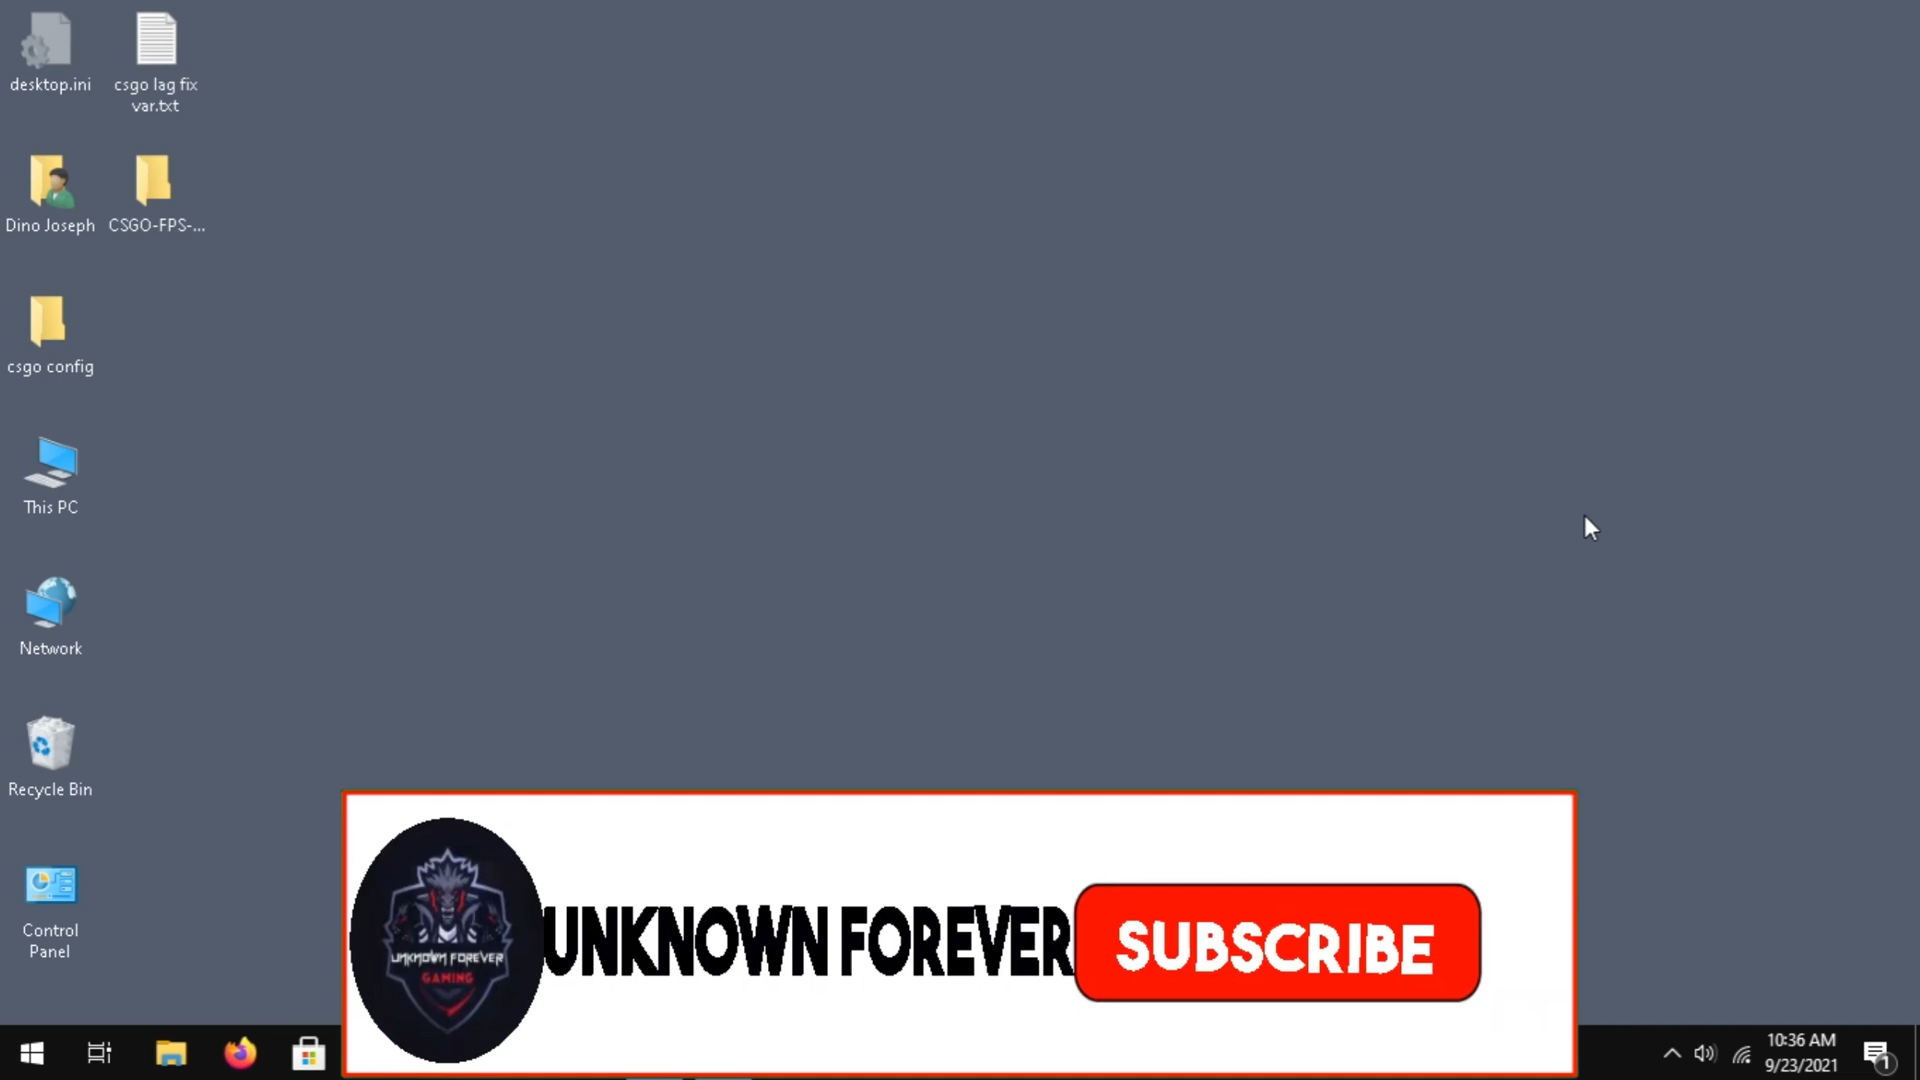 desktop.ini
csgo lag fix
var.txt
Dino Joseph
CSGO-FPS-...
csgo config
This PC
Network
Recycle Bin
Control
Panel
UNKNOWN FOREVER
GAMING
UNKNOWN FOREVER
SUBSCRIBE
10:36 AM
9/23/2021
1